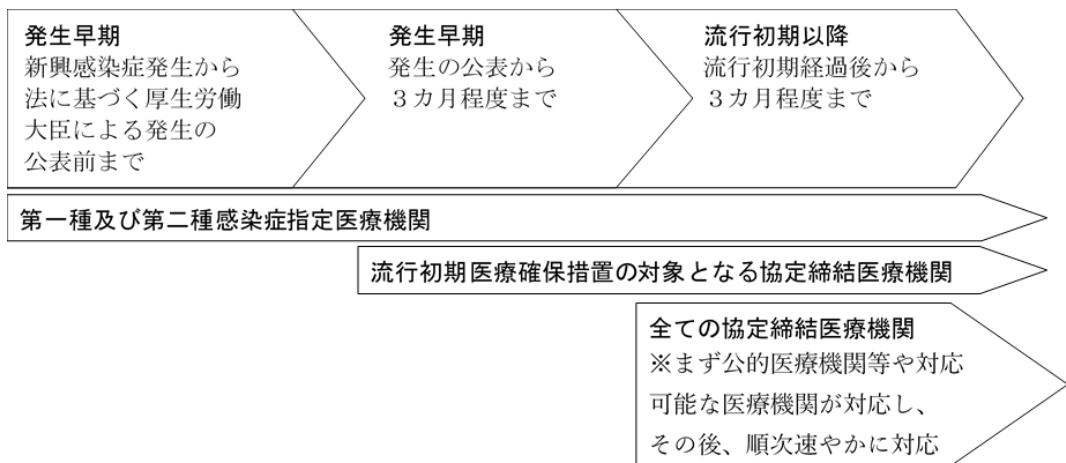 発生早期
新興感染症発生から
法に基づく厚生労働
大臣による発生の
公表前まで
発生早期
発生の公表から
３カ月程度まで
流行初期以降
流行初期経過後から
３カ月程度まで
第一種及び第二種感染症指定医療機関
流行初期医療確保措置の対象となる協定締結医療機関
全ての協定締結医療機関
※まず公的医療機関等や対応
可能な医療機関が対応し、
その後、順次速やかに対応